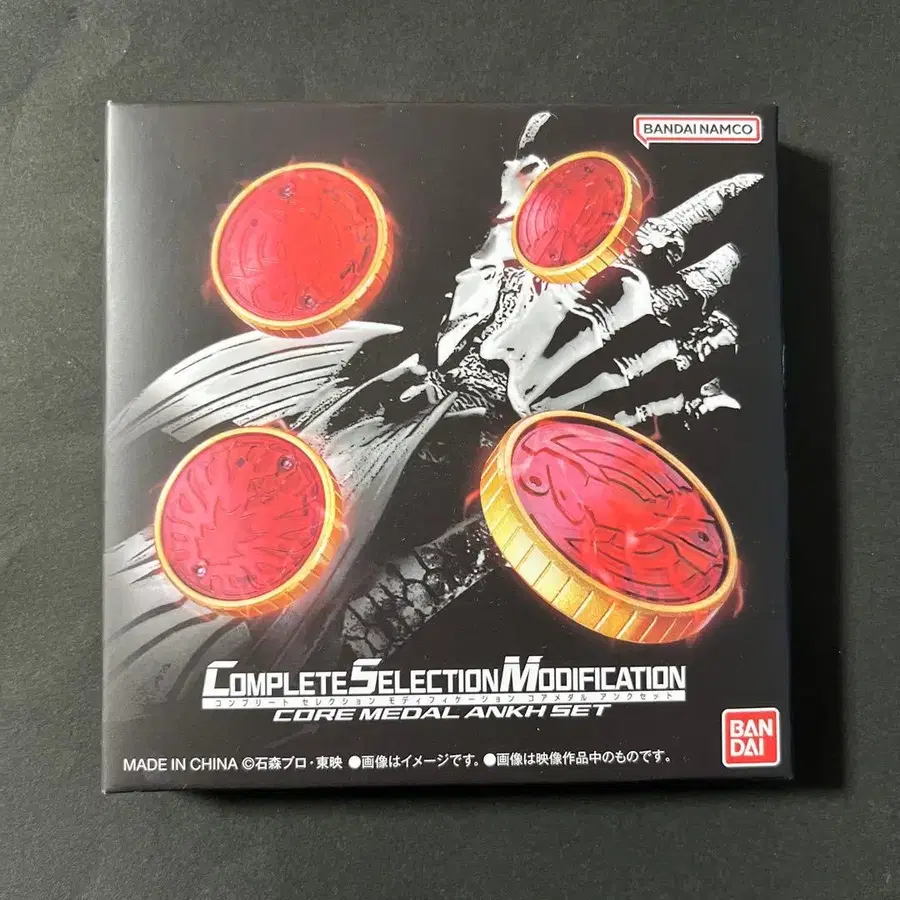 BANDAI NAMCO
COMPLETE SELECTION MODIFICATION
コンプリート セレクション モディフィケーション コアメダル アンクセット
CORE MEDAL ANKH SET
BAN
DAI
MADE IN CHINA ©石森プロ・東映 ●画像はイメージです。●画像は映像作品中のものです。